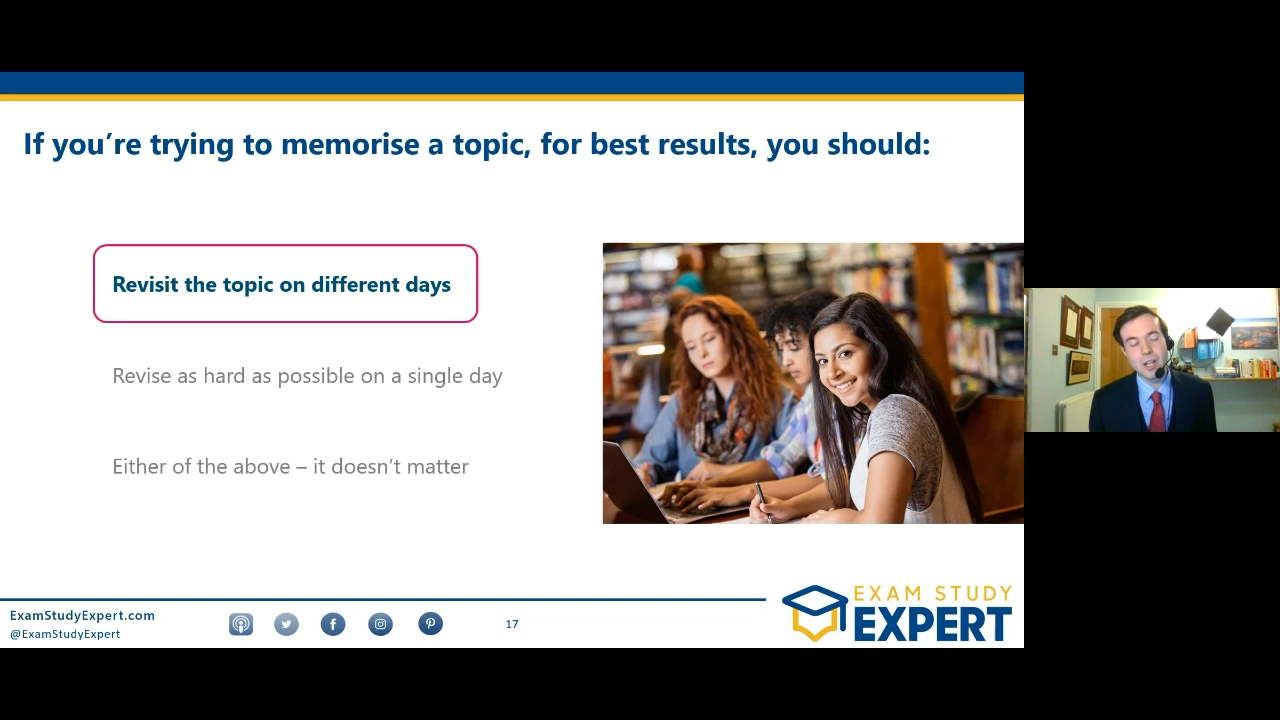 If you’re trying to memorise a topic, for best results, you should:
Revisit the topic on different days
Revise as hard as possible on a single day
Either of the above – it doesn’t matter
ExamStudyExpert.com
@ExamStudyExpert
17
EXAM STUDY
EXPERT